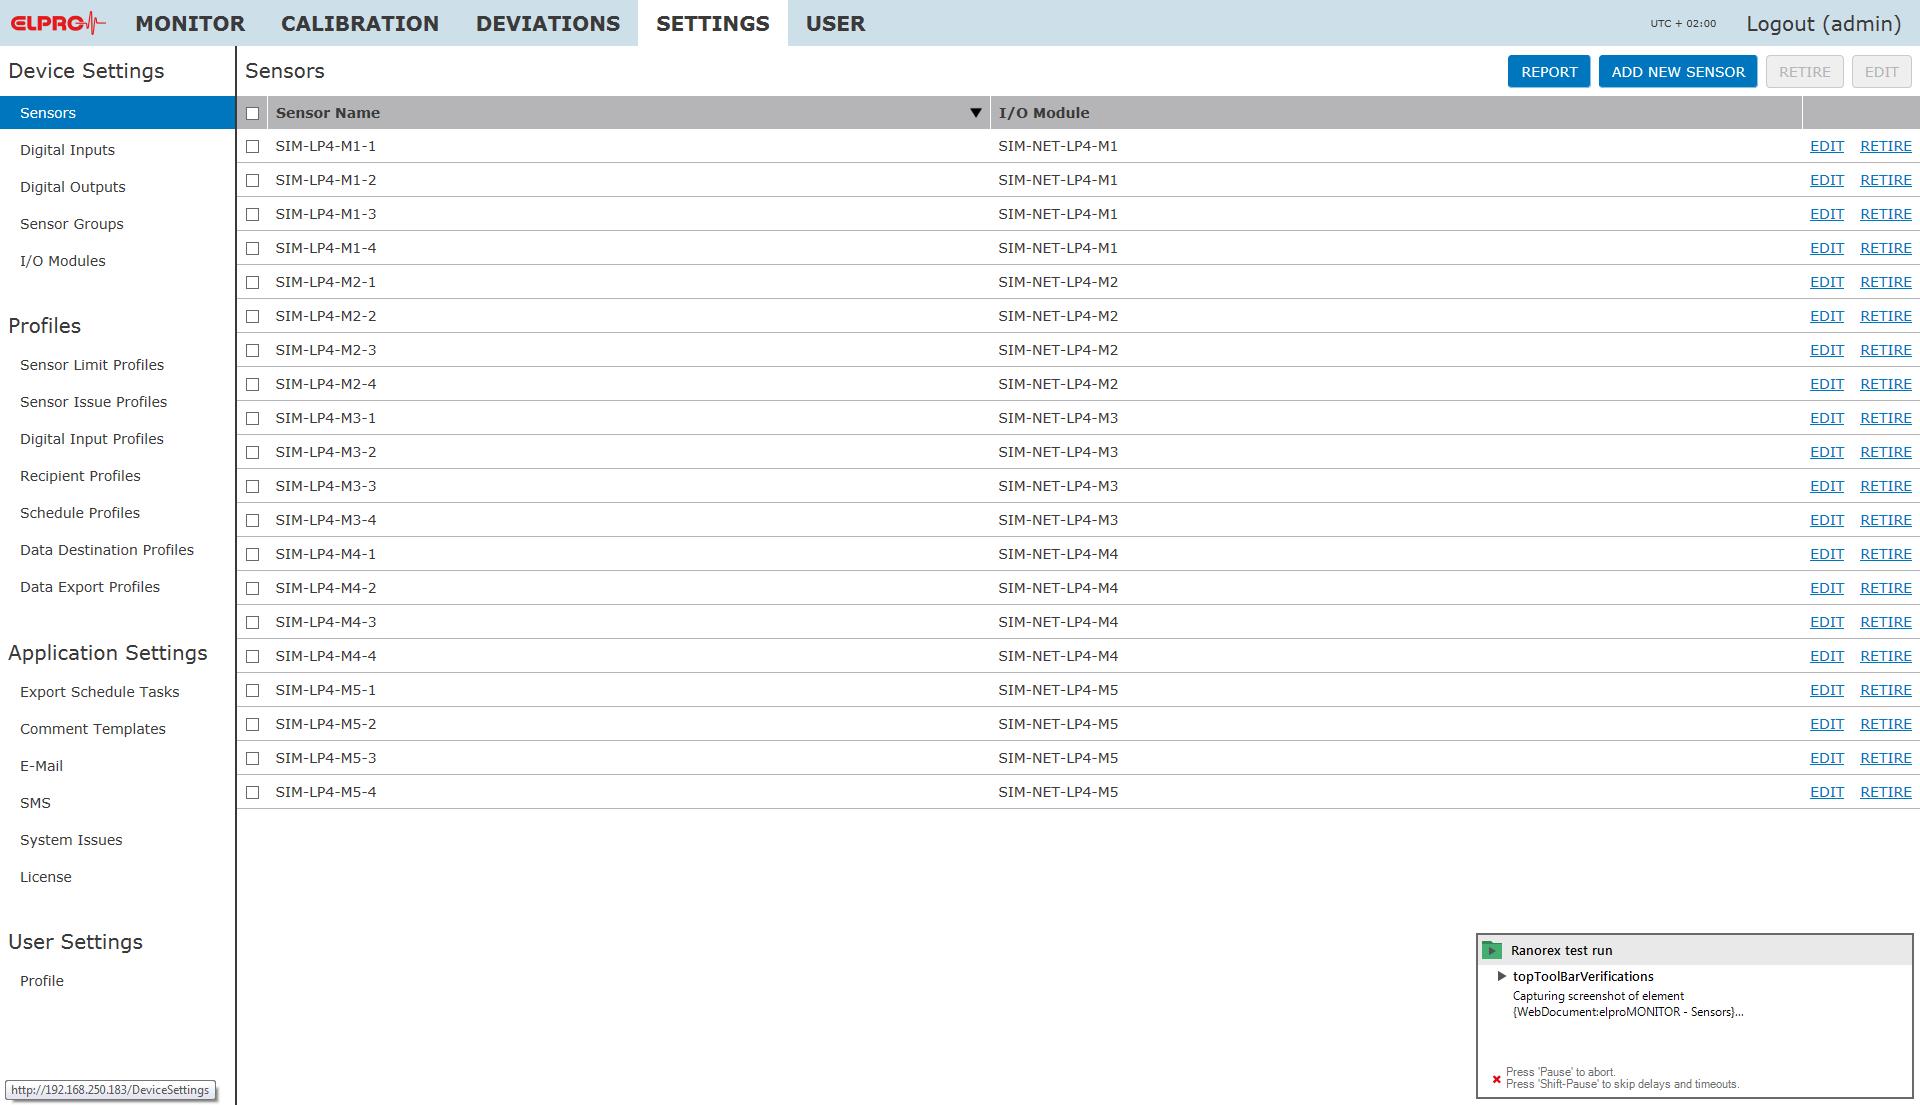 ELPRO MONITOR CALIBRATION DEVIATIONS SETTINGS USER UTC + 02:00 Logout (admin)
Device Settings
Sensors
Digital Inputs
Digital Outputs
Sensor Groups
I/O Modules
Profiles
Sensor Limit Profiles
Sensor Issue Profiles
Digital Input Profiles
Recipient Profiles
Schedule Profiles
Data Destination Profiles
Data Export Profiles
Application Settings
Export Schedule Tasks
Comment Templates
E-Mail
SMS
System Issues
License
User Settings
Profile
http://192.168.250.183/DeviceSettings
Sensors REPORT ADD NEW SENSOR RETIRE EDIT
Sensor Name I/O Module
SIM-LP4-M1-1 SIM-NET-LP4-M1 EDIT RETIRE
SIM-LP4-M1-2 SIM-NET-LP4-M1 EDIT RETIRE
SIM-LP4-M1-3 SIM-NET-LP4-M1 EDIT RETIRE
SIM-LP4-M1-4 SIM-NET-LP4-M1 EDIT RETIRE
SIM-LP4-M2-1 SIM-NET-LP4-M2 EDIT RETIRE
SIM-LP4-M2-2 SIM-NET-LP4-M2 EDIT RETIRE
SIM-LP4-M2-3 SIM-NET-LP4-M2 EDIT RETIRE
SIM-LP4-M2-4 SIM-NET-LP4-M2 EDIT RETIRE
SIM-LP4-M3-1 SIM-NET-LP4-M3 EDIT RETIRE
SIM-LP4-M3-2 SIM-NET-LP4-M3 EDIT RETIRE
SIM-LP4-M3-3 SIM-NET-LP4-M3 EDIT RETIRE
SIM-LP4-M3-4 SIM-NET-LP4-M3 EDIT RETIRE
SIM-LP4-M4-1 SIM-NET-LP4-M4 EDIT RETIRE
SIM-LP4-M4-2 SIM-NET-LP4-M4 EDIT RETIRE
SIM-LP4-M4-3 SIM-NET-LP4-M4 EDIT RETIRE
SIM-LP4-M4-4 SIM-NET-LP4-M4 EDIT RETIRE
SIM-LP4-M5-1 SIM-NET-LP4-M5 EDIT RETIRE
SIM-LP4-M5-2 SIM-NET-LP4-M5 EDIT RETIRE
SIM-LP4-M5-3 SIM-NET-LP4-M5 EDIT RETIRE
SIM-LP4-M5-4 SIM-NET-LP4-M5 EDIT RETIRE
Ranorex test run
topToolBarVerifications
Capturing screenshot of element
{WebDocument:elproMONITOR - Sensors}...
Press 'Pause' to abort.
Press 'Shift-Pause' to skip delays and timeouts.